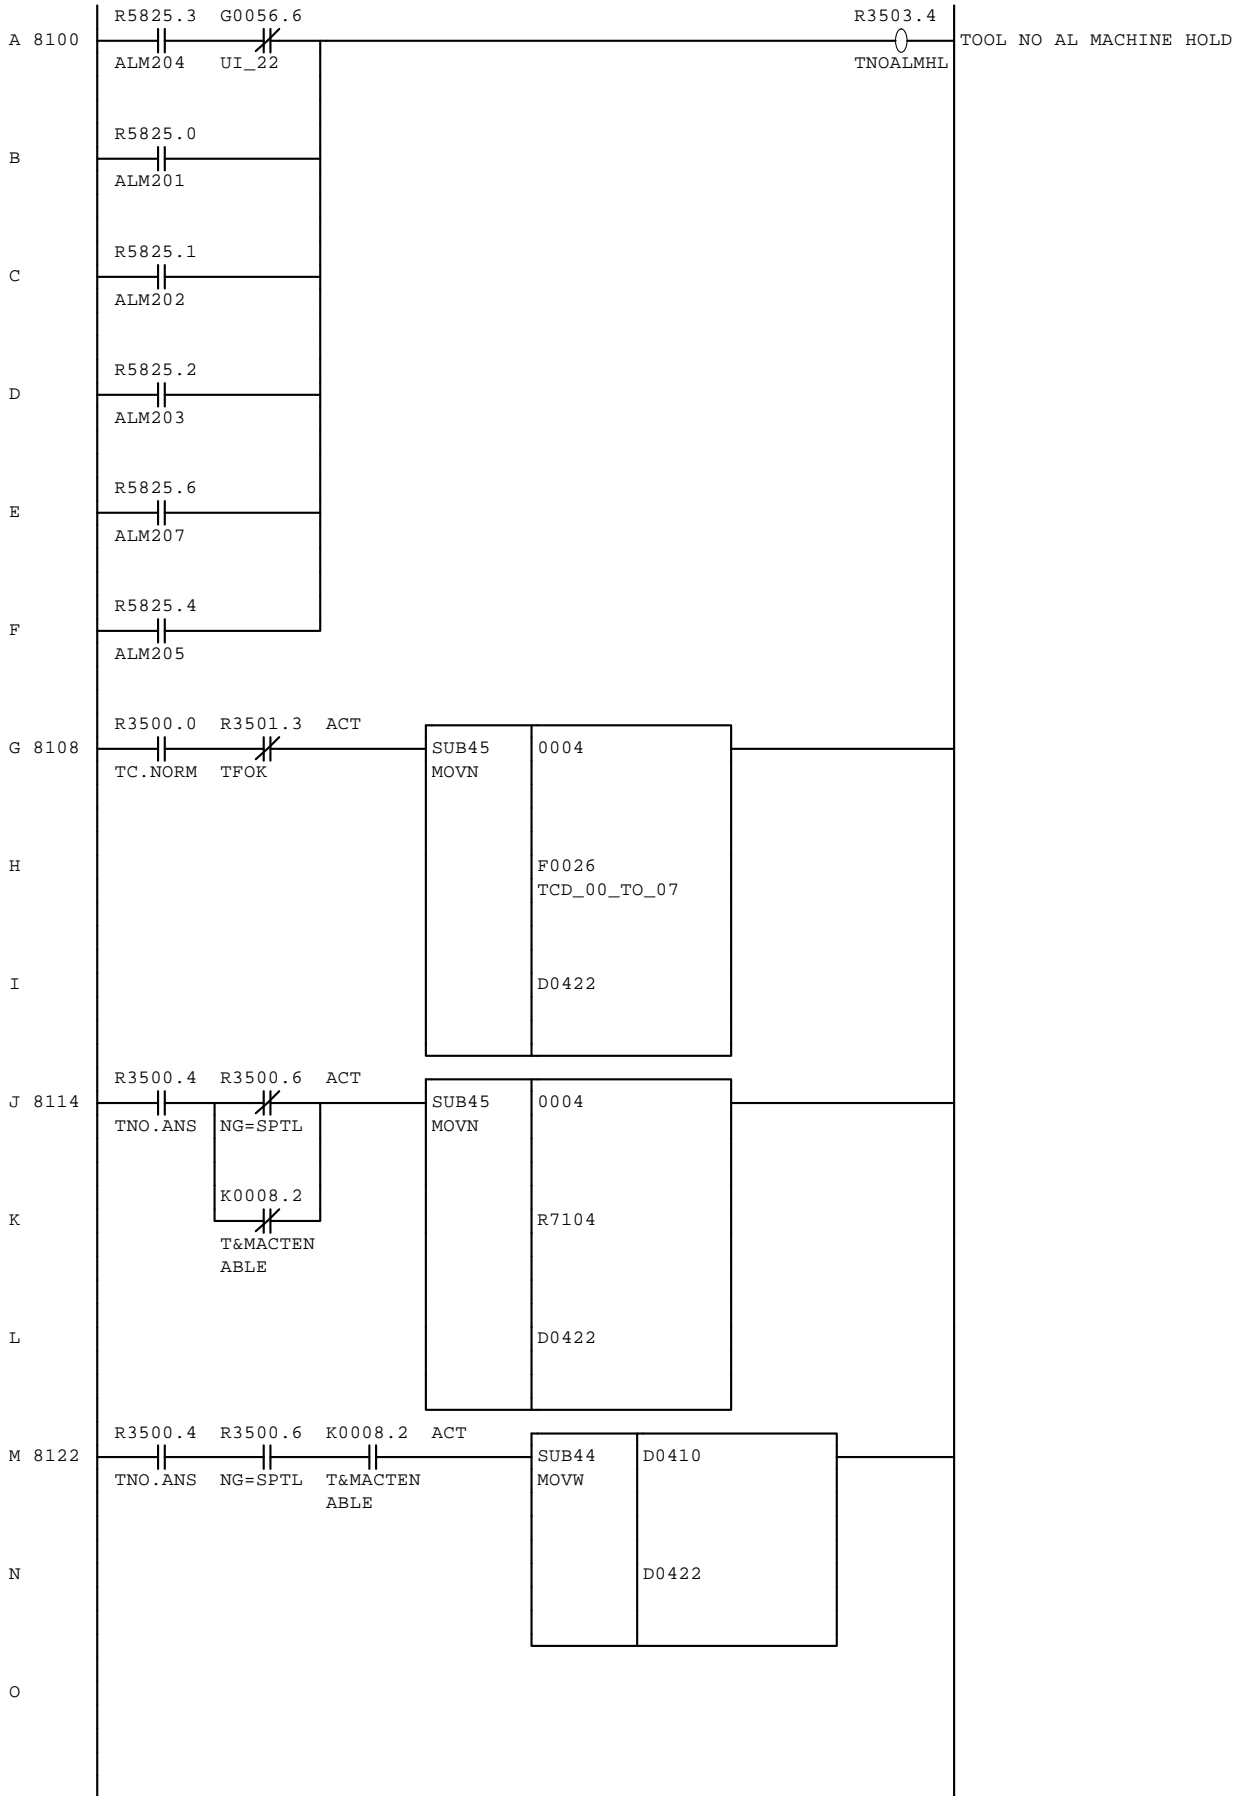 R5825.3 G0056.6 R3503.4
A 8100 TOOL NO AL MACHINE HOLD
ALM204 UI_22 TNOALMHL
R5825.0
B
ALM201
R5825.1
C
ALM202
R5825.2
D
ALM203
R5825.6
E
ALM207
R5825.4
F
ALM205
R3500.0 R3501.3 ACT
G 8108 SUB45 0004
TC.NORM TFOK MOVN
H F0026
TCD_00_TO_07
I D0422
R3500.4 R3500.6 ACT
J 8114 SUB45 0004
TNO.ANS NG=SPTL MOVN
K0008.2
K R7104
T&MACTEN
ABLE
L D0422
R3500.4 R3500.6 K0008.2 ACT
M 8122 SUB44 D0410
TNO.ANS NG=SPTL T&MACTEN MOVW
ABLE
N D0422
O